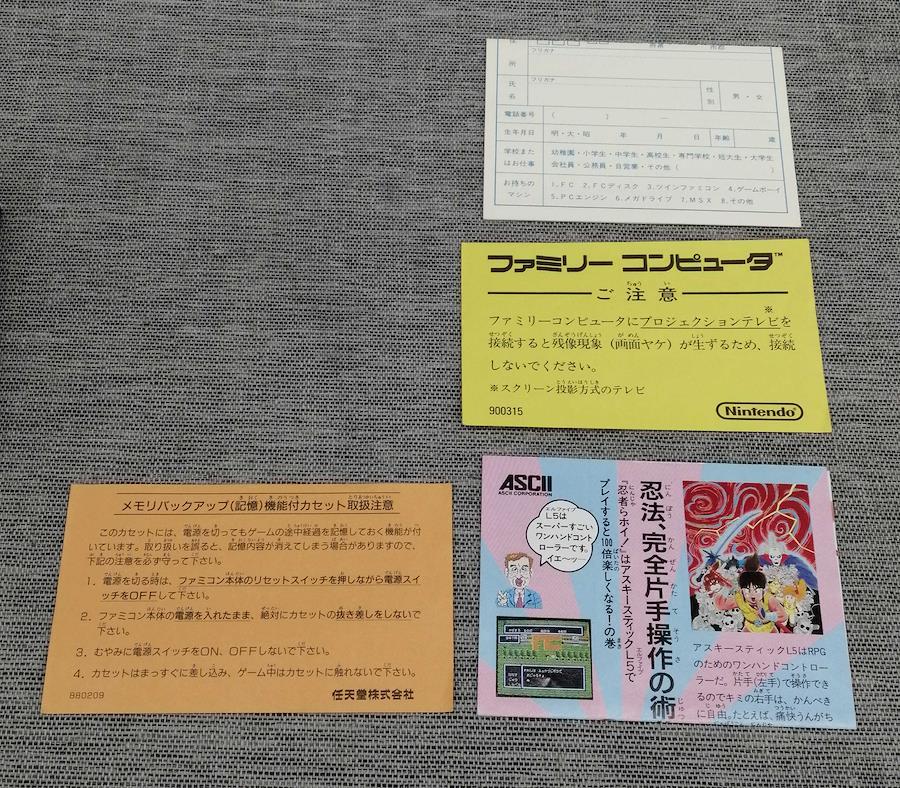 所
フリガナ
氏名
フリガナ
性別
男・女
電話番号 ( ) ―
生年月日 明・大・昭 年 月 日 年齢 歳
学校または お仕事
幼稚園・小学生・中学生・高校生・専門学校・短大生・大学生
会社員・公務員・自営業・その他( )
お持ちのマシン
1.FC 2.FCディスク 3.ツインファミコン 4.ゲームボーイ
5.PCエンジン 6.メガドライブ 7.MSX 8.その他
ファミリーコンピュータ™
ご注意
ファミリーコンピュータにプロジェクションテレビ※を
接続すると残像現象(画面ヤケ)が生ずるため、接続
しないでください。
※スクリーン投影方式のテレビ
900315
Nintendo
メモリバックアップ(記憶)機能付カセット取扱注意
このカセットには、電源を切ってもゲームの途中経過を記憶しておく機能が付
いています。取り扱いを誤ると、記憶内容が消えてしまう場合がありますので、
下記の注意を必ず守って下さい。
1. 電源を切る時は、ファミコン本体のリセットスイッチを押しながら電源スイ
ッチをOFFして下さい。
2. ファミコン本体の電源を入れたまま、絶対にカセットの抜き差しをしないで
下さい。
3. むやみに電源スイッチをON、OFFしないで下さい。
4. カセットはまっすぐに差し込み、ゲーム中はカセットに触れないで下さい。
880209
任天堂株式会社
ASCII
ASCII CORPORATION
L5は
スーパーすごい
ワンハンドコント
ローラーです。
イエ〜ッ
忍法、完全片手操作の術
『忍者らホイ!』はアスキースティックL5で
プレイすると100倍楽しくなる!の巻
アスキースティックL5はRPG
のためのワンハンドコントロー
ラーだ。片手(左手)で操作でき
るのでキミの右手は、かんぺき
に自由。たとえば、痛快うんがち